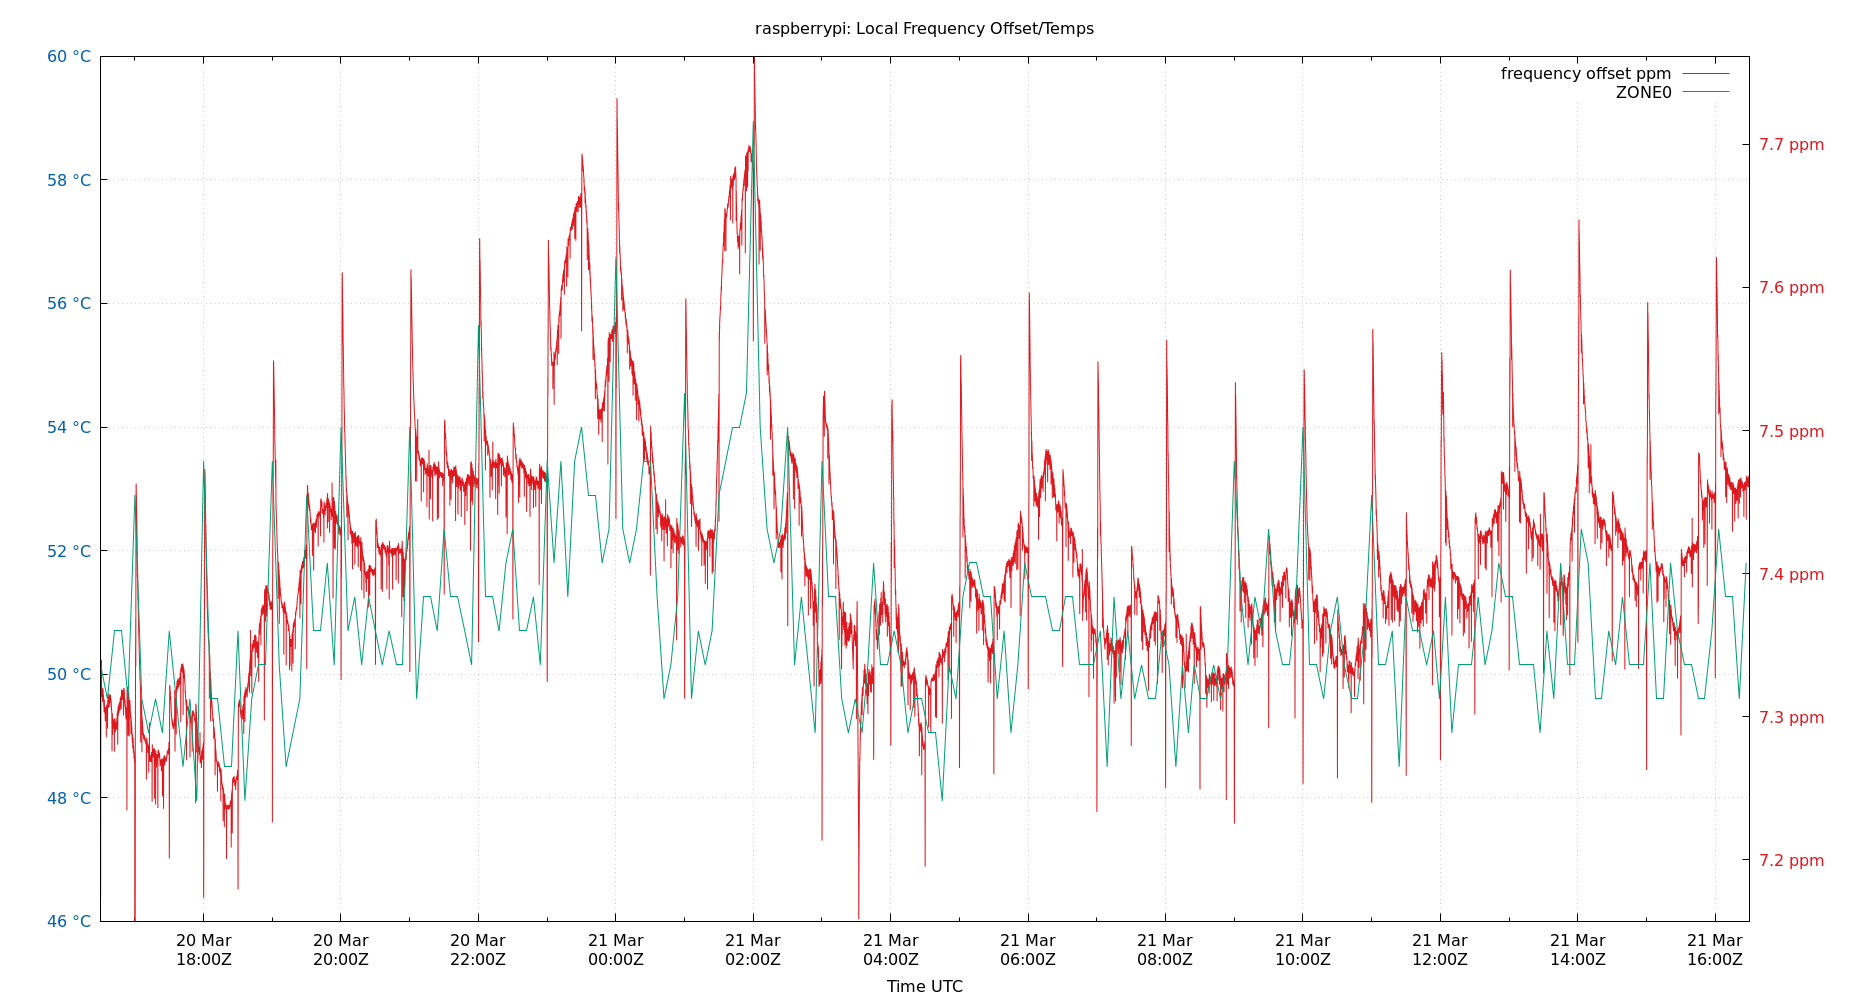 raspberrypi: Local Frequency Offset/Temps
60 °C
58 °C
56 °C
54 °C
52 °C
50 °C
48 °C
46 °C
frequency offset ppm
ZONE0
7.7 ppm
7.6 ppm
7.5 ppm
7.4 ppm
7.3 ppm
7.2 ppm
20 Mar
18:00Z
20 Mar
20:00Z
20 Mar
22:00Z
21 Mar
00:00Z
21 Mar
02:00Z
21 Mar
04:00Z
21 Mar
06:00Z
21 Mar
08:00Z
21 Mar
10:00Z
21 Mar
12:00Z
21 Mar
14:00Z
21 Mar
16:00Z
Time UTC